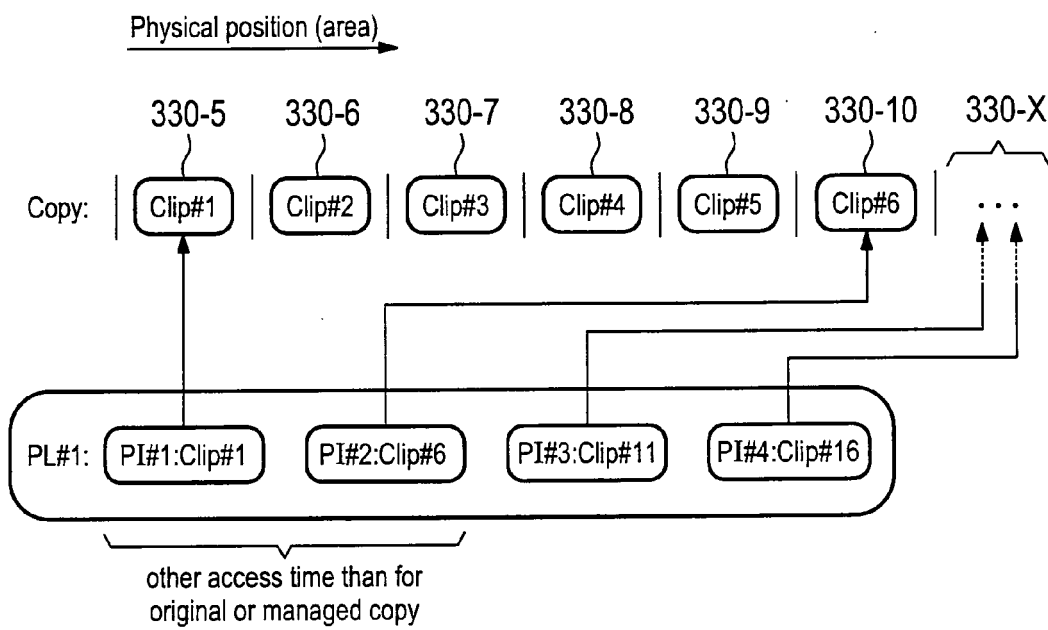 Physical position (area)
330-5 330-6 330-7 330-8 330-9 330-10 330-X
Copy: Clip#1 Clip#2 Clip#3 Clip#4 Clip#5 Clip#6 ...
PL#1: PI#1:Clip#1 PI#2:Clip#6 PI#3:Clip#11 PI#4:Clip#16
other access time than for
original or managed copy